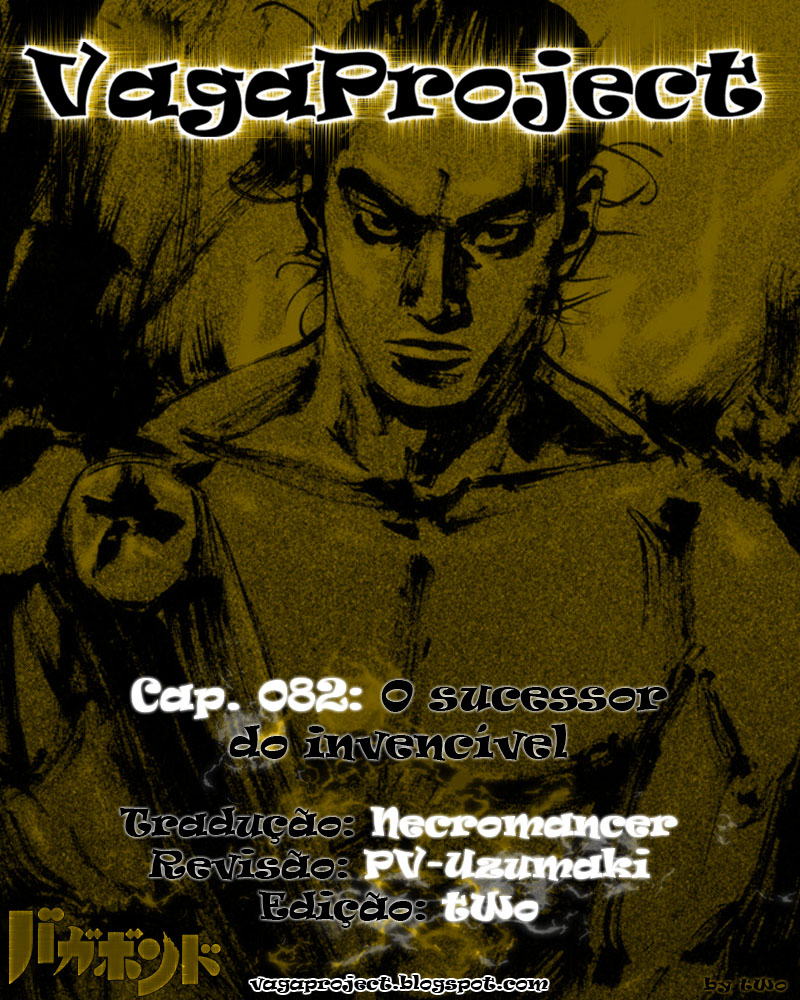 VagaProject
Cap. 082: O sucessor
do invencível
Tradução: Necromancer
Revisão: PV-Uzumaki
Edição: tWo
バガボンド
vagaproject.blogspot.com
by tWo